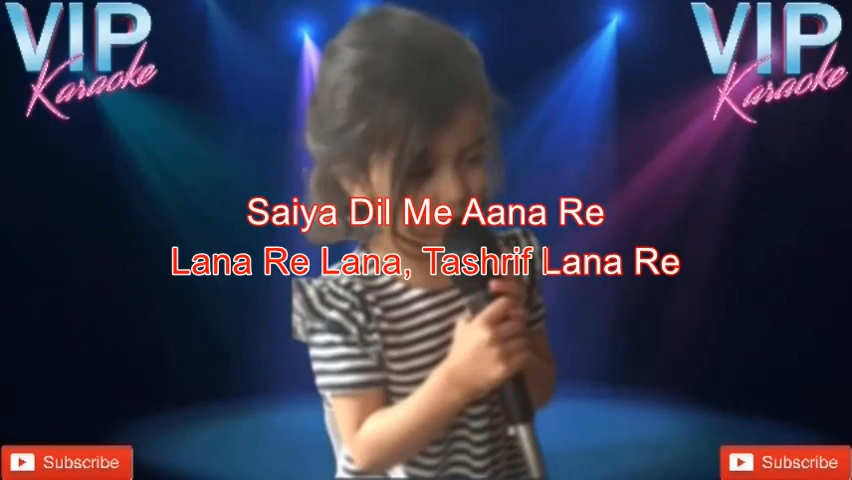 VIP
Karaoke
VIP
Karaoke
Saiya Dil Me Aana Re
Lana Re Lana, Tashrif Lana Re
Subscribe
Subscribe